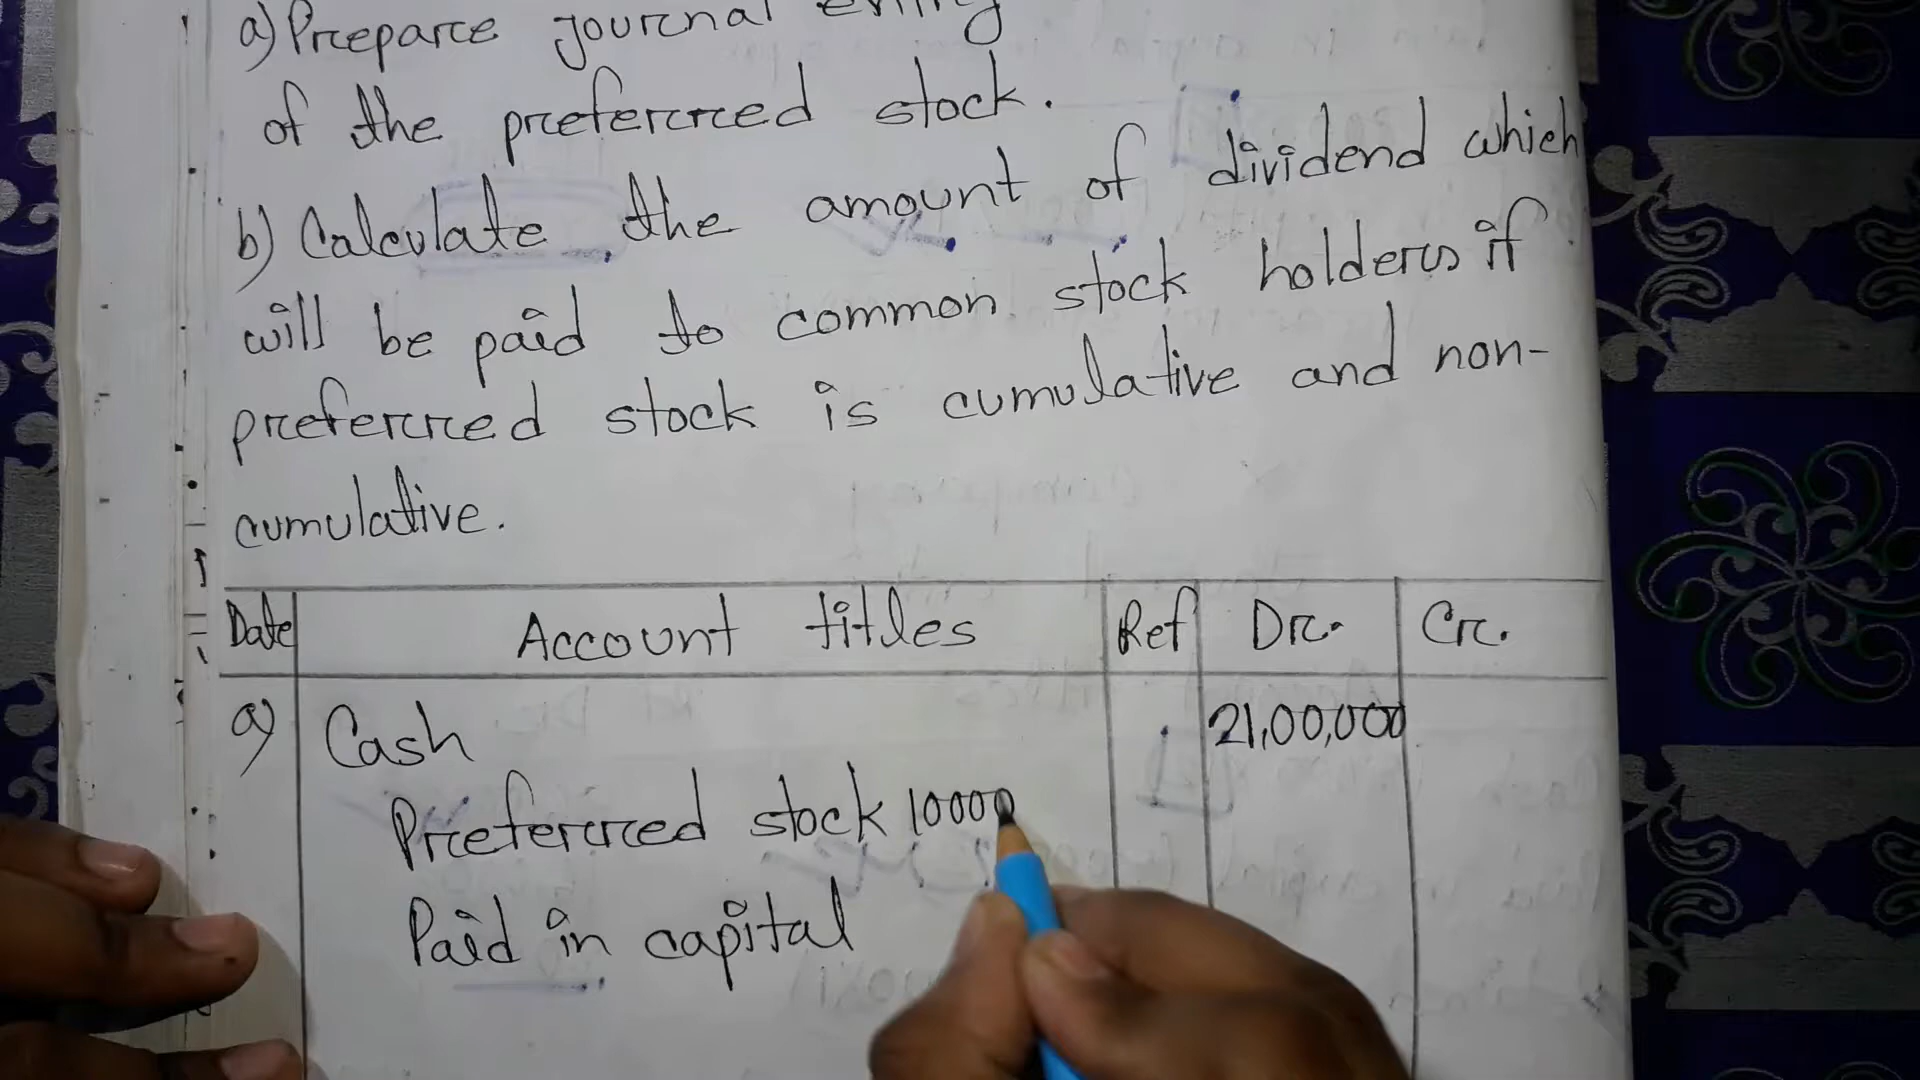 a) Prepare journal entry
of the preferred stock.
b) Calculate the amount of dividend which
will be paid to common stock holders if
preferred stock is cumulative and non-
cumulative.
Date Account titles Ref Dr. Cr.
a) Cash 21,00,000
Preferred stock 10000
Paid in capital